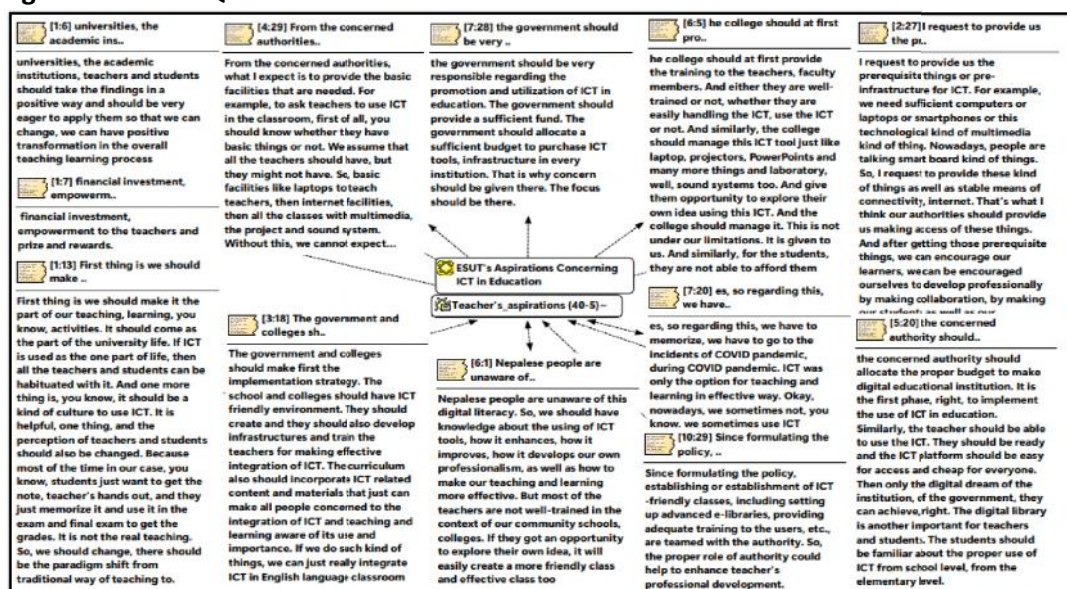 [1:6] universities, the
academic ins..
universities, the academic
institutions, teachers and students
should take the findings in a
positive way and should be very
eager to apply them so that we can
change, we can have positive
transformation in the overall
teaching learning process
[1:7] financial investment,
empowerm..
financial investment,
empowerment to the teachers and
prize and rewards.
[1:13] First thing is we should
make ..
First thing is we should make it the
part of our teaching, learning, you
know, activities. It should come as
the part of the university life. If ICT
is used as the one part of life, then
all the teachers and students can be
habituated with it. And one more
thing is, you know, it should be a
kind of culture to use ICT. It is
helpful, one thing, and the
perception of teachers and students
should also be changed. Because
most of the time in our case, you
know, students just want to get the
note, teacher's hands out, and they
just memorize it and use it in the
exam and final exam to get the
grades. It is not the real teaching.
So, we should change, there should
be the paradigm shift from
traditional way of teaching to.
[4:29] From the concerned
authorities..
From the concerned authorities,
what I expect is to provide the basic
facilities that are needed. For
example, to ask teachers to use ICT
in the classroom, first of all, you
should know whether they have
basic things or not. We assume that
all the teachers should have, but
they might not have. So, basic
facilities like laptops to teach
teachers, then internet facilities,
then all the classes with multimedia,
the project and sound system.
Without this, we cannot expect...
[3:18] The government and
colleges sh..
The government and colleges
should make first the
implementation strategy. The
school and colleges should have ICT
friendly environment. They should
create and they should also develop
infrastructures and train the
teachers for making effective
integration of ICT. The curriculum
also should incorporate ICT related
content and materials that just can
make all people concerned to the
integration of ICT and teaching and
learning aware of its use and
importance. If we do such kind of
things, we can just really integrate
ICT in English language classroom
[7:28] the government should
be very ..
the government should be very
responsible regarding the
promotion and utilization of ICT in
education. The government should
provide a sufficient fund. The
government should allocate a
sufficient budget to purchase ICT
tools, infrastructure in every
institution. That is why concern
should be given there. The focus
should be there.
ESUT's Aspirations Concerning
ICT in Education
Teacher's_aspirations (40-5)~
[6:1] Nepalese people are
unaware of..
Nepalese people are unaware of this
digital literacy. So, we should have
knowledge about the using of ICT
tools, how it enhances, how it
improves, how it develops our own
professionalism, as well as how to
make our teaching and learning
more effective. But most of the
teachers are not well-trained in the
context of our community schools,
colleges. If they got an opportunity
to explore their own idea, it will
easily create a more friendly class
and effective class too
[6:5] he college should at first
pro..
he college should at first provide
the training to the teachers, faculty
members. And either they are well-
trained or not, whether they are
easily handling the ICT, use the ICT
or not. And similarly, the college
should manage this ICT tool just like
laptop, projectors, PowerPoints and
many more things and laboratory,
well, sound systems too. And give
them opportunity to explore their
own idea using this ICT. And the
college should manage it. This is not
under our limitations. It is given to
us. And similarly, for the students,
they are not able to afford them
[7:20] es, so regarding this,
we have..
es, so regarding this, we have to
memorize, we have to go to the
incidents of COVID pandemic,
during COVID pandemic. ICT was
only the option for teaching and
learning in effective way. Okay,
nowadays, we sometimes not, you
know, we sometimes use ICT
[10:29] Since formulating the
policy, ..
Since formulating the policy,
establishing or establishment of ICT
-friendly classes, including setting
up advanced e-libraries, providing
adequate training to the users, etc.,
are teamed with the authority. So,
the proper role of authority could
help to enhance teacher's
professional development.
[2:27]I request to provide us
the pr..
I request to provide us the
prerequisite things or pre-
infrastructure for ICT. For example,
we need sufficient computers or
laptops or smartphones or this
technological kind of multimedia
kind of thing. Nowadays, people are
talking smart board kind of things.
So, I request to provide these kind
of things as well as stable means of
connectivity, internet. That's what I
think our authorities should provide
us making access of these things.
And after getting those prerequisite
things, we can encourage our
learners, we can be encouraged
ourselves to develop professionally
by making collaboration, by making
our students as well as our
[5:20] the concerned
authority should..
the concerned authority should
allocate the proper budget to make
digital educational institution. It is
the first phase, right, to implement
the use of ICT in education.
Similarly, the teacher should be able
to use the ICT. They should be ready
and the ICT platform should be easy
for access and cheap for everyone.
Then only the digital dream of the
institution, of the government, they
can achieve, right. The digital library
is another important for teachers
and students. The students should
be familiar about the proper use of
ICT from school level, from the
elementary level.